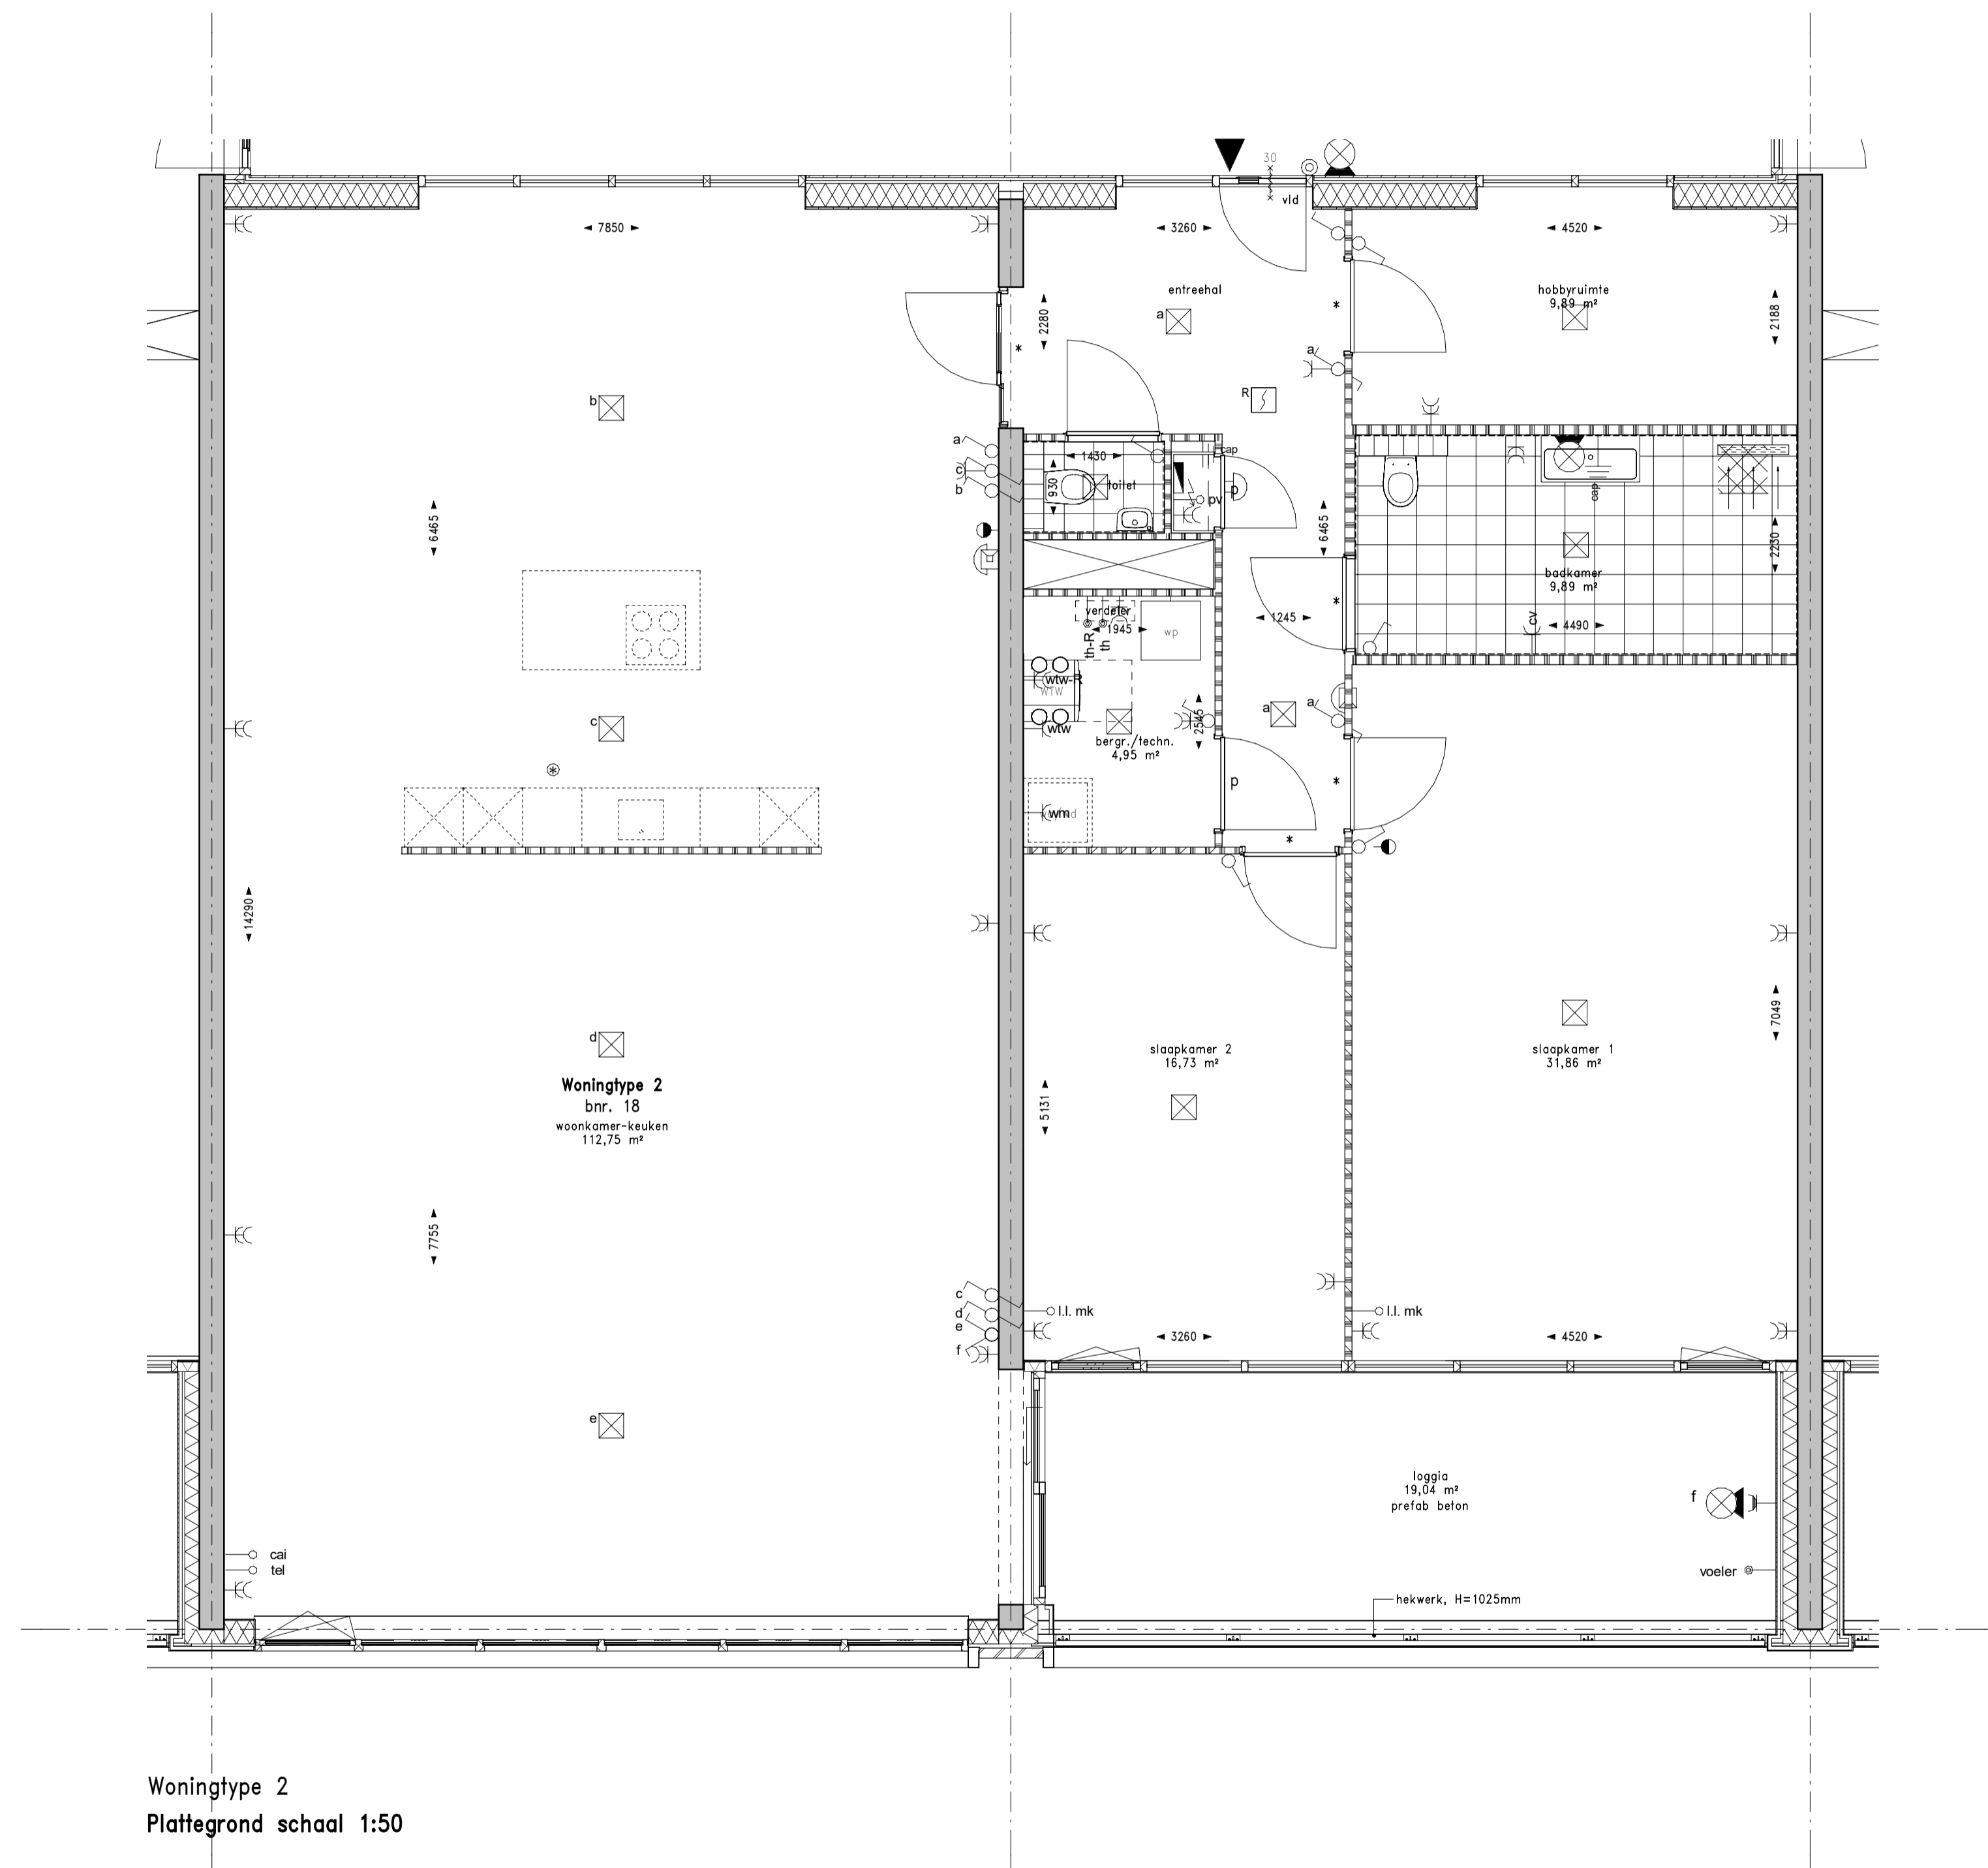 30
vld
7850
3260
4520
entreehal
hobbyruimte
9,89 m²
a
2280
2188
*
*
a
R
b
a
c
b
1430
cap
930
toilet
pv
p
6465
6465
cap
2230
badkamer
9,89 m²
verdeler
1945
wp
1245
*
cv
4490
th-R
th
wtw-R
WTW
c
wtw
2545
a
a
bergr./techn.
4,95 m²
*
p
*
wm
*
14290
slaapkamer 2
16,73 m²
slaapkamer 1
31,86 m²
7049
d
Woningtype 2
bnr. 18
woonkamer-keuken
112,75 m²
5131
7755
c
d
e
f
l.l. mk
l.l. mk
3260
4520
e
loggia
19,04 m²
prefab beton
f
cai
tel
voeler
hekwerk, H=1025mm
Woningtype 2
Plattegrond schaal 1:50